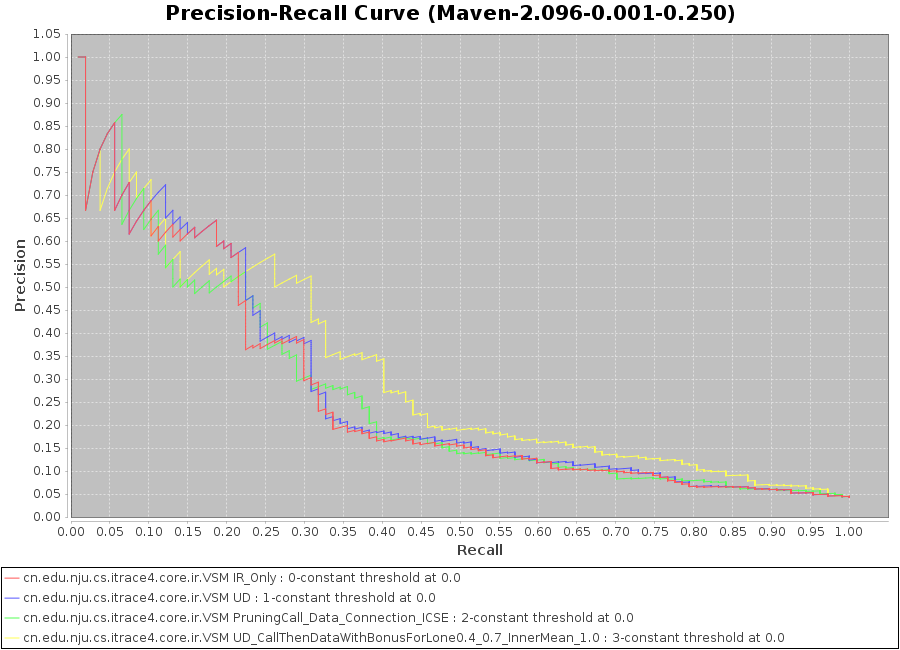 Precision-Recall Curve (Maven-2.096-0.001-0.250)
1.05
1.00
0.95
0.90
0.85
0.80
0.75
0.70
0.65
0.60
0.55
0.50
0.45
0.40
0.35
0.30
0.25
0.20
0.15
0.10
0.05
0.00
Precision
0.00 0.05 0.10 0.15 0.20 0.25 0.30 0.35 0.40 0.45 0.50 0.55 0.60 0.65 0.70 0.75 0.80 0.85 0.90 0.95 1.00
Recall
cn.edu.nju.cs.itrace4.core.ir.VSM IR_Only : 0-constant threshold at 0.0
cn.edu.nju.cs.itrace4.core.ir.VSM UD : 1-constant threshold at 0.0
cn.edu.nju.cs.itrace4.core.ir.VSM PruningCall_Data_Connection_ICSE : 2-constant threshold at 0.0
cn.edu.nju.cs.itrace4.core.ir.VSM UD_CallThenDataWithBonusForLone0.4_0.7_InnerMean_1.0 : 3-constant threshold at 0.0